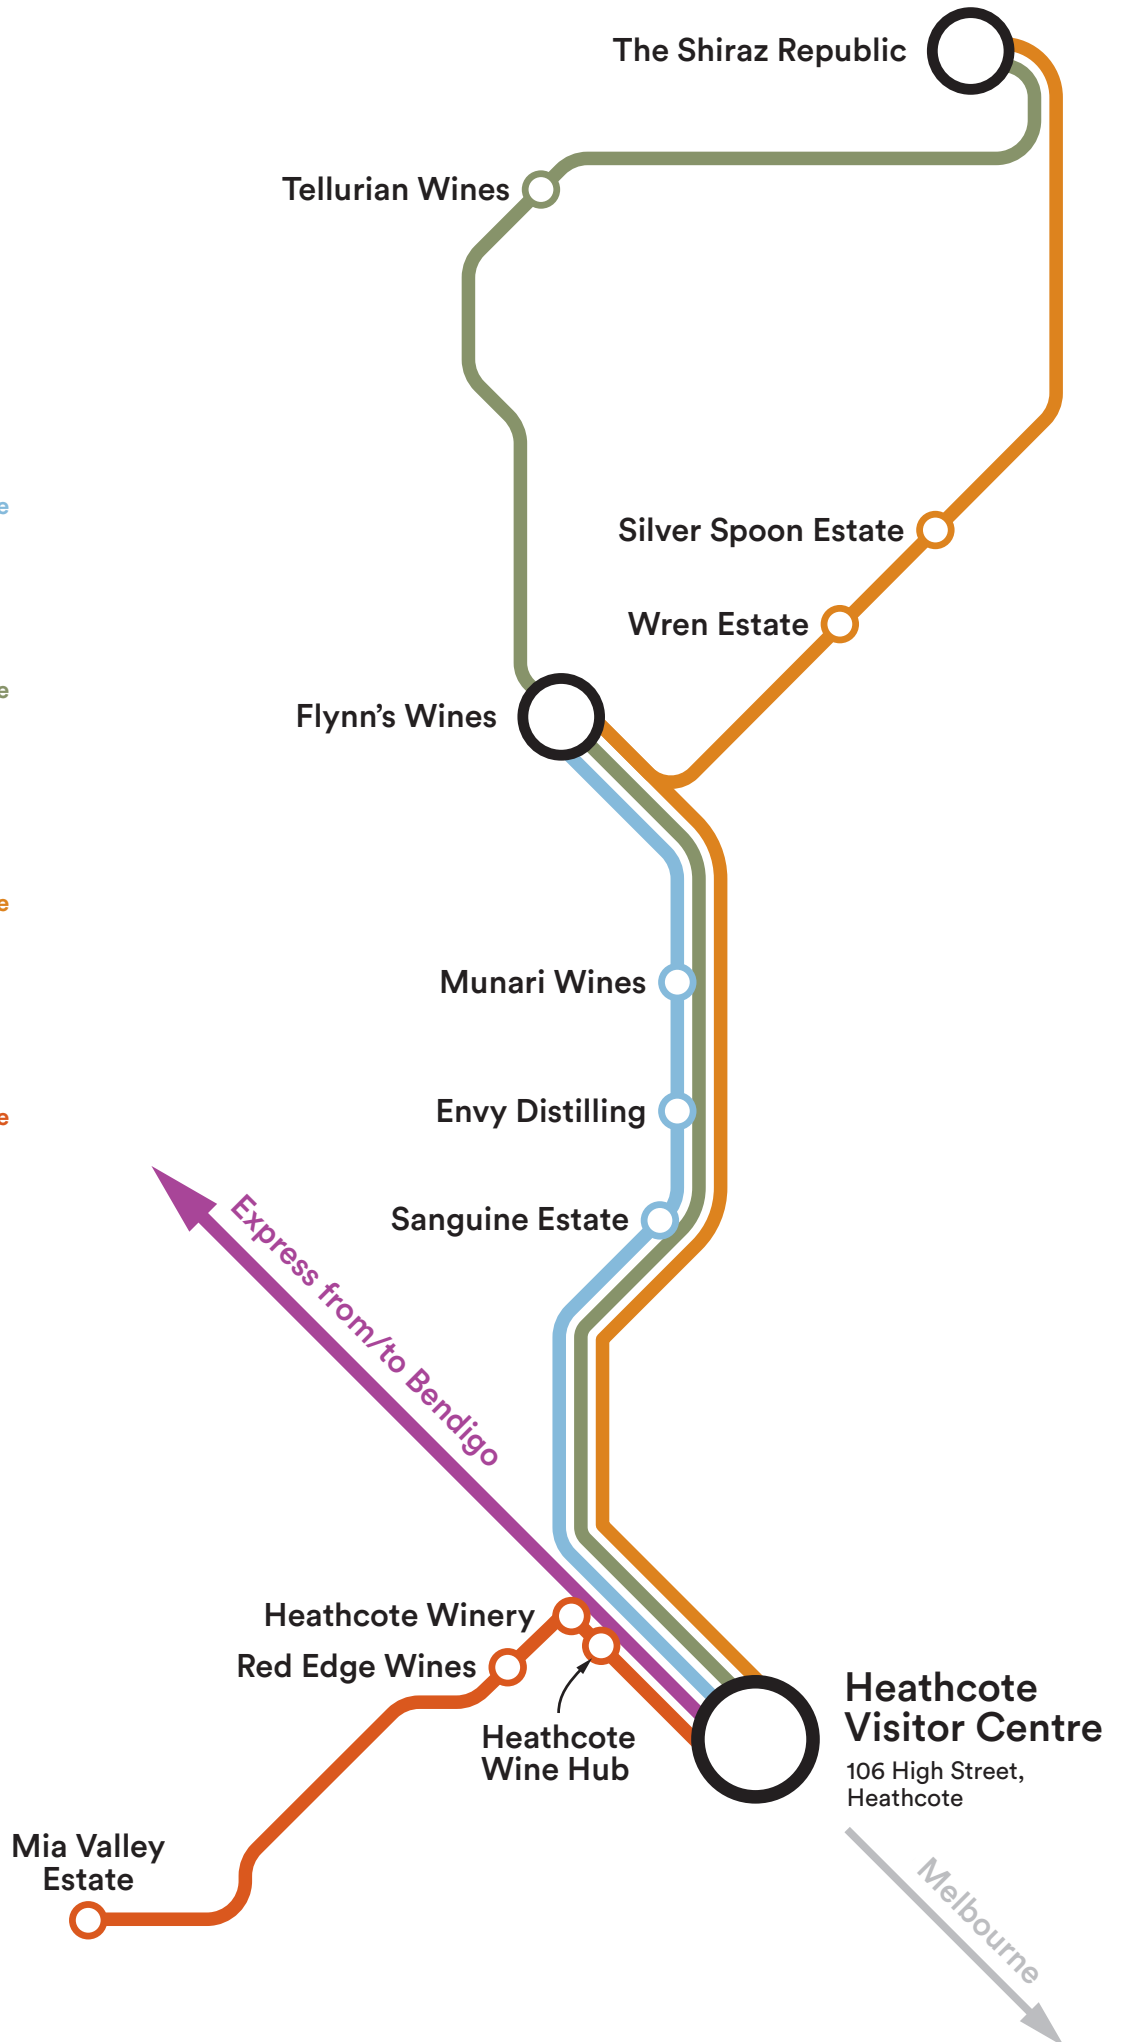 The Shiraz Republic
Tellurian Wines
e
Silver Spoon Estate
Wren Estate
e
Flynn’s Wines
e
Munari Wines
Envy Distilling
e
Sanguine Estate
Express from/to Bendigo
Heathcote Winery
Red Edge Wines
Heathcote
Wine Hub
Heathcote
Visitor Centre
106 High Street,
Heathcote
Mia Valley
Estate
Melbourne